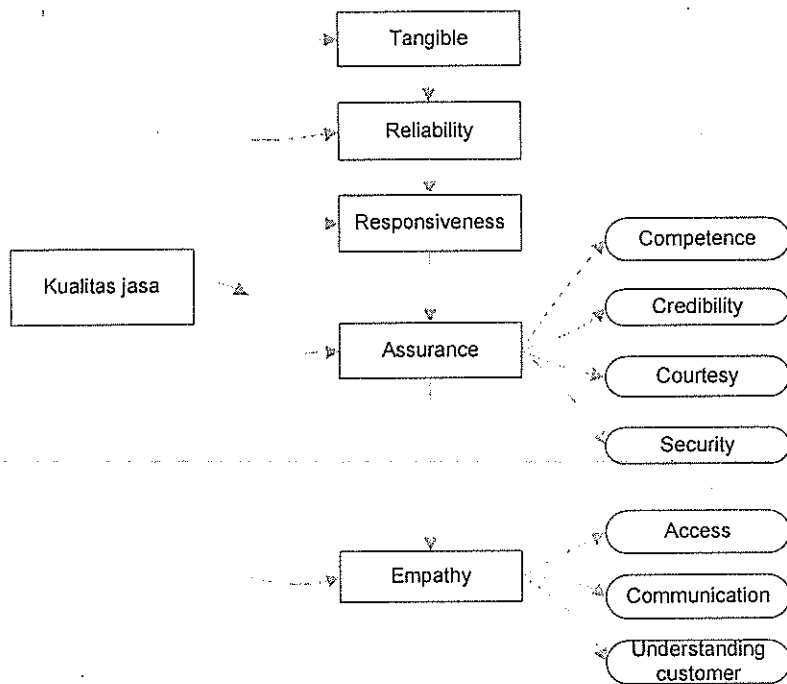 Tangible
Reliability
Responsiveness
Competence
Kualitas jasa
Credibility
Assurance
Courtesy
Security
Access
Empathy
Communication
Understanding
customer